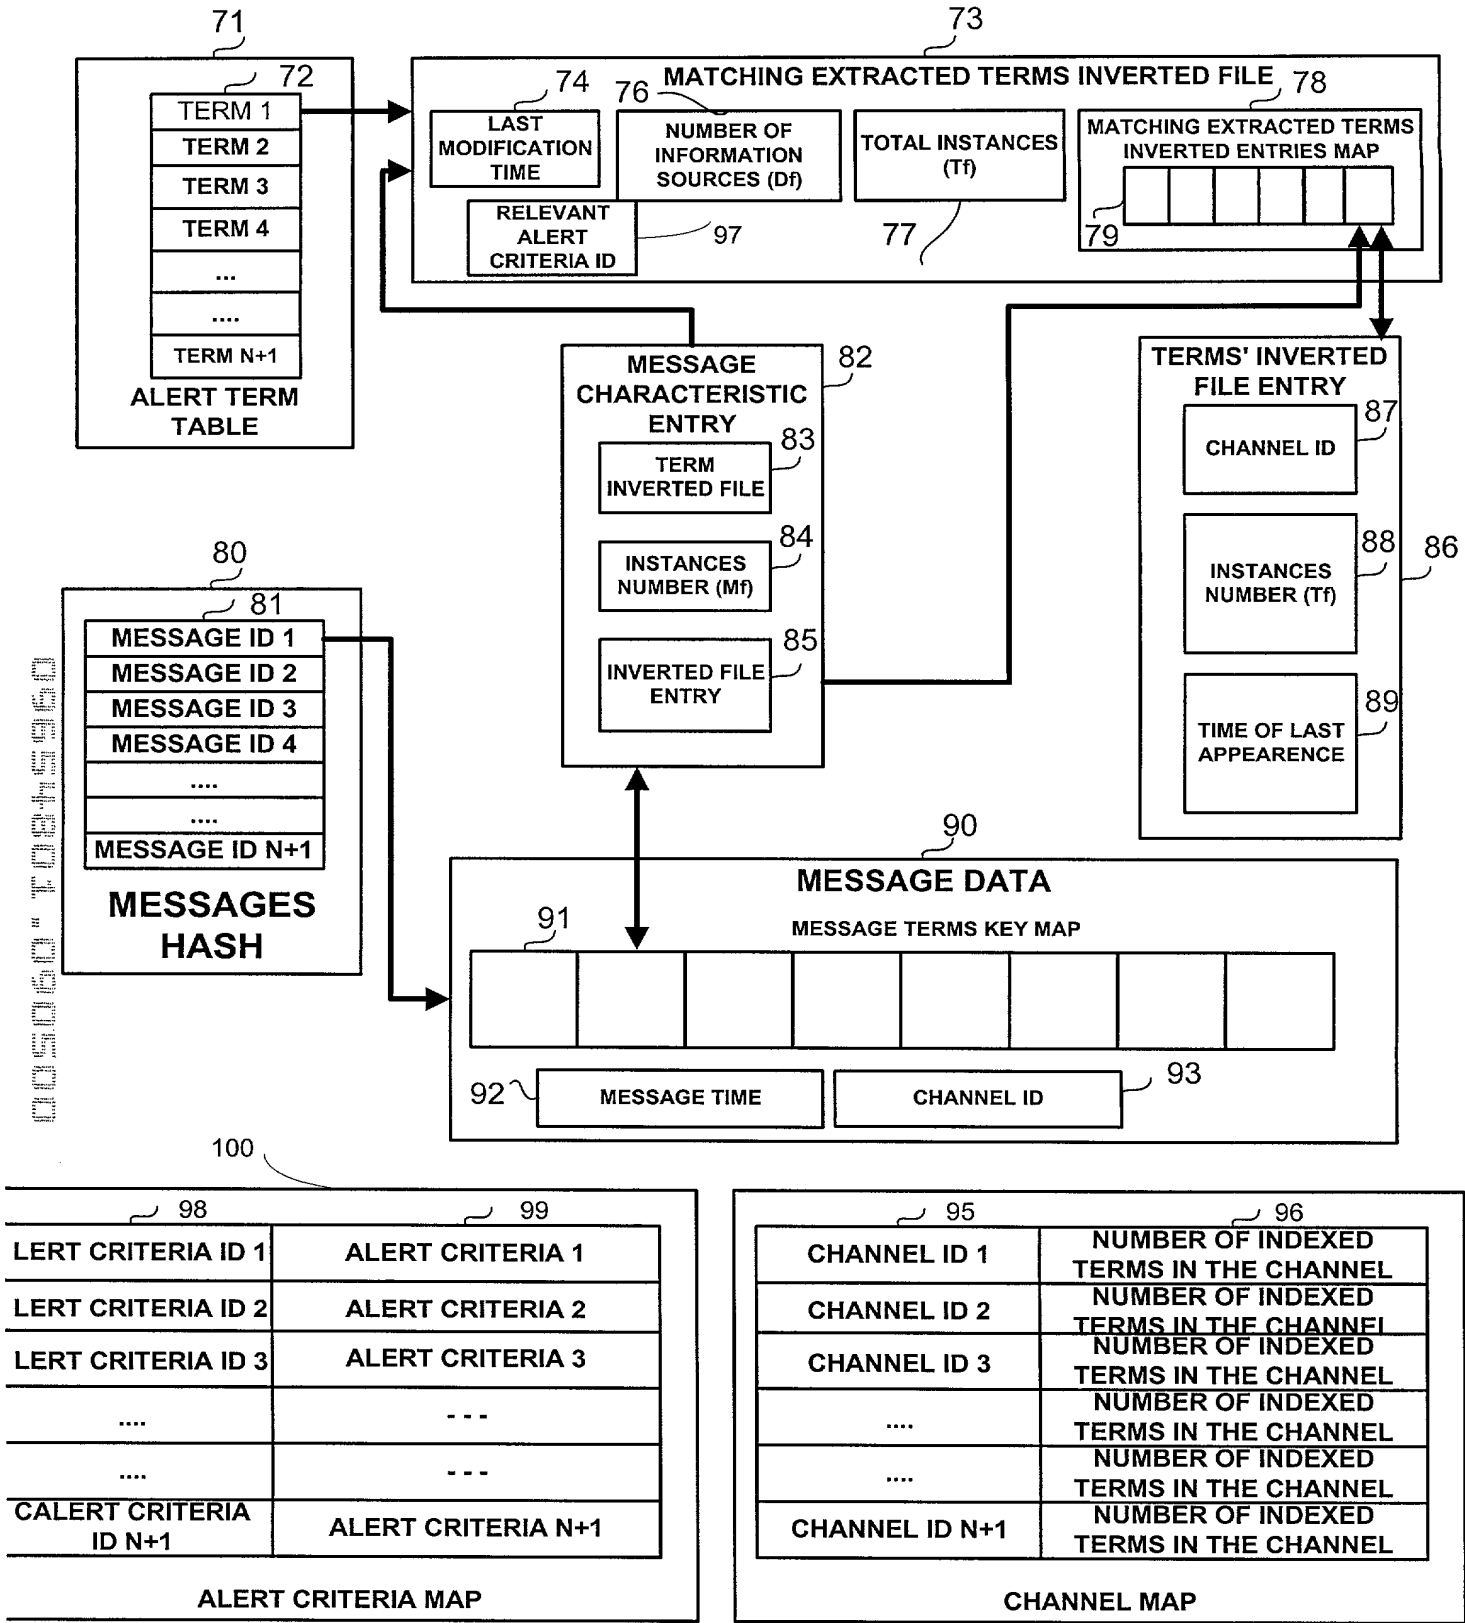 71
72
TERM 1
TERM 2
TERM 3
TERM 4
...
....
TERM N+1
ALERT TERM
TABLE
73
MATCHING EXTRACTED TERMS INVERTED FILE
74
LAST
MODIFICATION
TIME
76
NUMBER OF
INFORMATION
SOURCES (Df)
TOTAL INSTANCES
(Tf)
77
78
MATCHING EXTRACTED TERMS
INVERTED ENTRIES MAP
79
RELEVANT
ALERT
CRITERIA ID
97
82
MESSAGE
CHARACTERISTIC
ENTRY
83
TERM
INVERTED FILE
84
INSTANCES
NUMBER (Mf)
85
INVERTED FILE
ENTRY
TERMS' INVERTED
FILE ENTRY
87
CHANNEL ID
88
INSTANCES
NUMBER (Tf)
86
89
TIME OF LAST
APPEARENCE
80
81
MESSAGE ID 1
MESSAGE ID 2
MESSAGE ID 3
MESSAGE ID 4
....
....
MESSAGE ID N+1
MESSAGES
HASH
90
MESSAGE DATA
MESSAGE TERMS KEY MAP
91
92
MESSAGE TIME
CHANNEL ID
93
100
98
99
LERT CRITERIA ID 1
ALERT CRITERIA 1
LERT CRITERIA ID 2
ALERT CRITERIA 2
LERT CRITERIA ID 3
ALERT CRITERIA 3
....
- - -
....
- - -
CALERT CRITERIA
ID N+1
ALERT CRITERIA N+1
ALERT CRITERIA MAP
95
96
CHANNEL ID 1
NUMBER OF INDEXED
TERMS IN THE CHANNEL
CHANNEL ID 2
NUMBER OF INDEXED
TERMS IN THE CHANNEL
CHANNEL ID 3
NUMBER OF INDEXED
TERMS IN THE CHANNEL
....
NUMBER OF INDEXED
TERMS IN THE CHANNEL
....
NUMBER OF INDEXED
TERMS IN THE CHANNEL
CHANNEL ID N+1
NUMBER OF INDEXED
TERMS IN THE CHANNEL
CHANNEL MAP